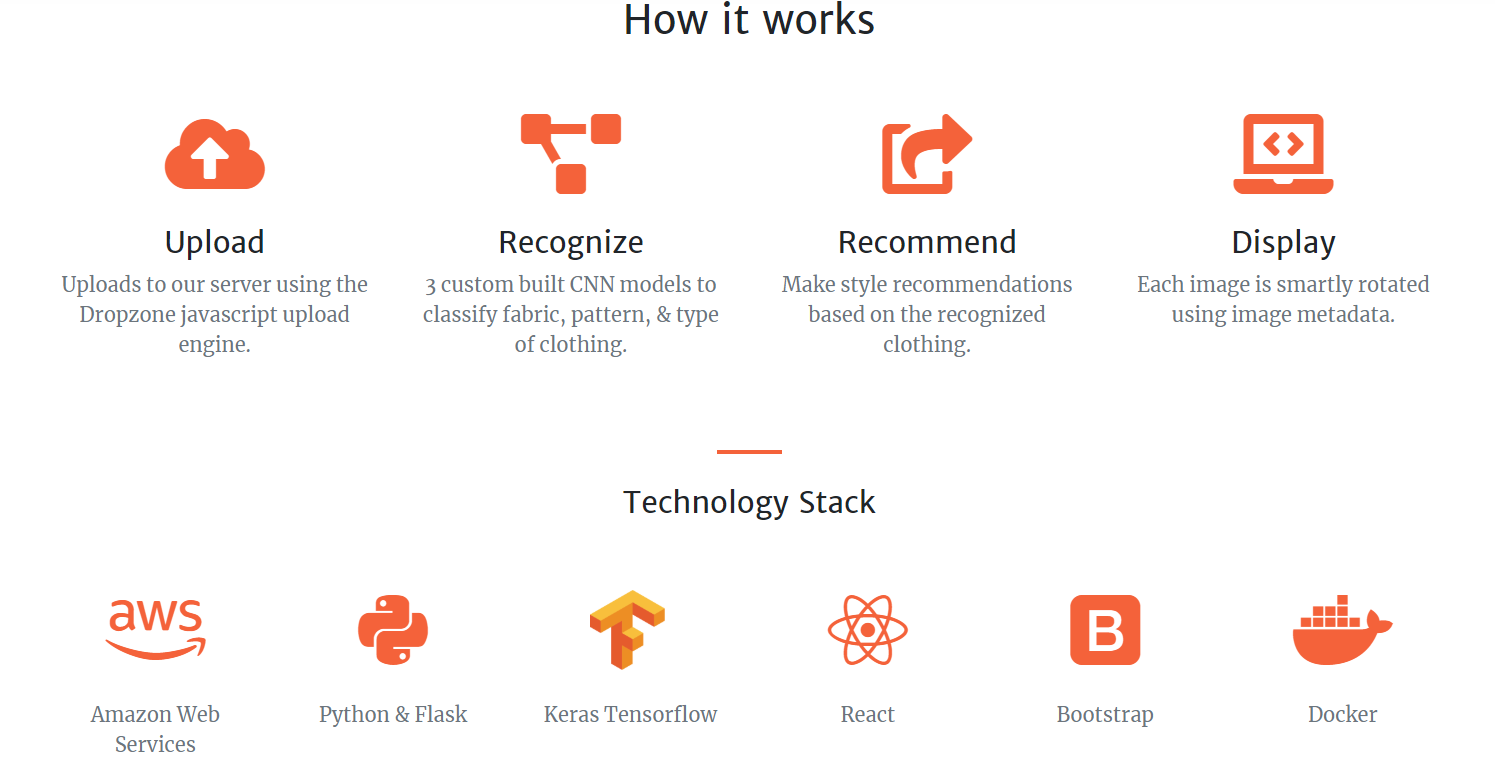 How it works
Upload
Uploads to our server using the
Dropzone javascript upload
engine.
Recognize
3 custom built CNN models to
classify fabric, pattern, & type
of clothing.
Recommend
Make style recommendations
based on the recognized
clothing.
Display
Each image is smartly rotated
using image metadata.
Technology Stack
aws
Amazon Web
Services
Python & Flask
Keras Tensorflow
React
B
Bootstrap
Docker